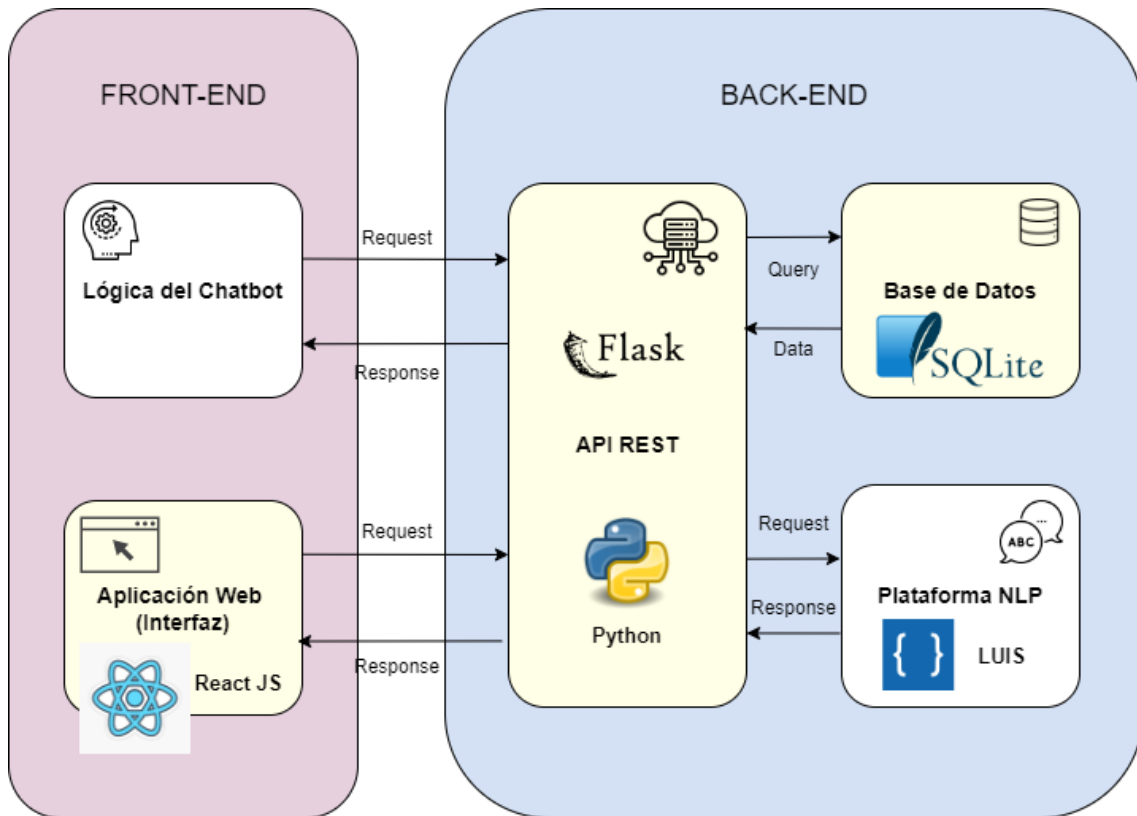 FRONT-END
Lógica del Chatbot
Aplicación Web
(Interfaz)
React JS
Request
Response
Request
Response
BACK-END
Flask
API REST
Python
Query
Data
Base de Datos
SQLite
Request
Response
...
ABC
Plataforma NLP
{ }
LUIS